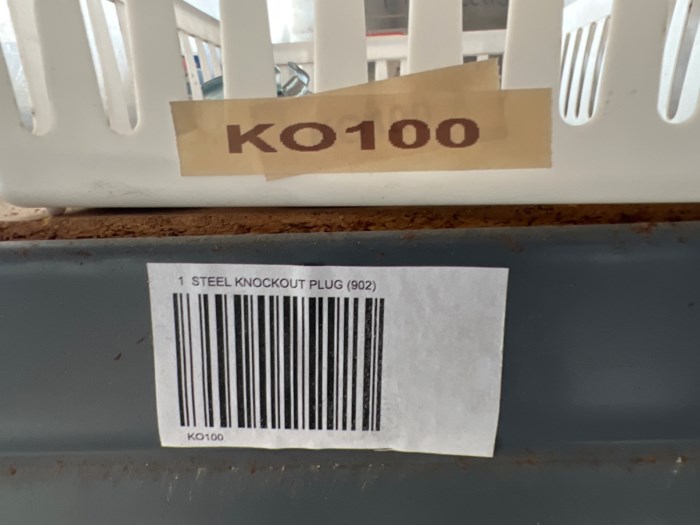 KO100
1 STEEL KNOCKOUT PLUG (902)
KO100